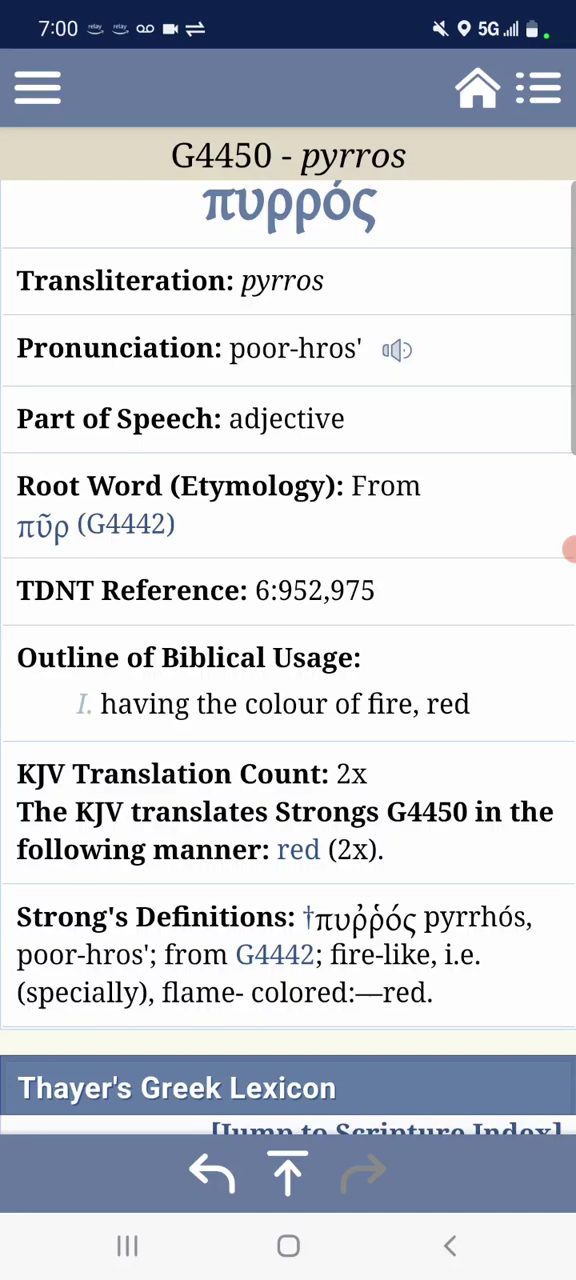 7:00 relay relay 5G
G4450 - pyrros
πυρρός
Transliteration: pyrros
Pronunciation: poor-hros'
Part of Speech: adjective
Root Word (Etymology): From
πῦρ (G4442)
TDNT Reference: 6:952,975
Outline of Biblical Usage:
I. having the colour of fire, red
KJV Translation Count: 2x
The KJV translates Strongs G4450 in the
following manner: red (2x).
Strong's Definitions: †πυῤῥός pyrrhós,
poor-hros'; from G4442; fire-like, i.e.
(specially), flame- colored:—red.
Thayer's Greek Lexicon
[Jump to Scripture Index]